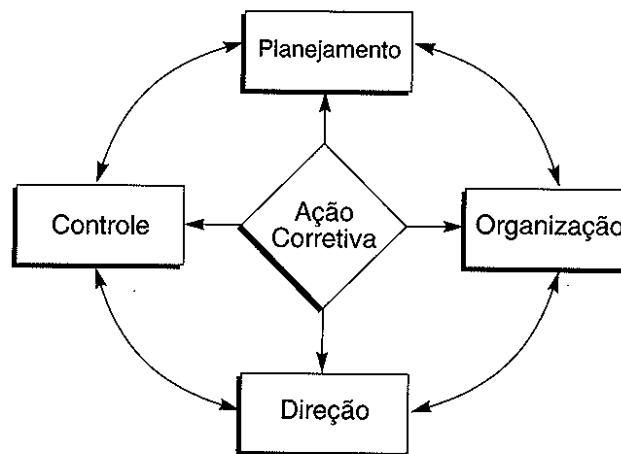 Planejamento
Controle
Ação
Corretiva
Organização
Direção